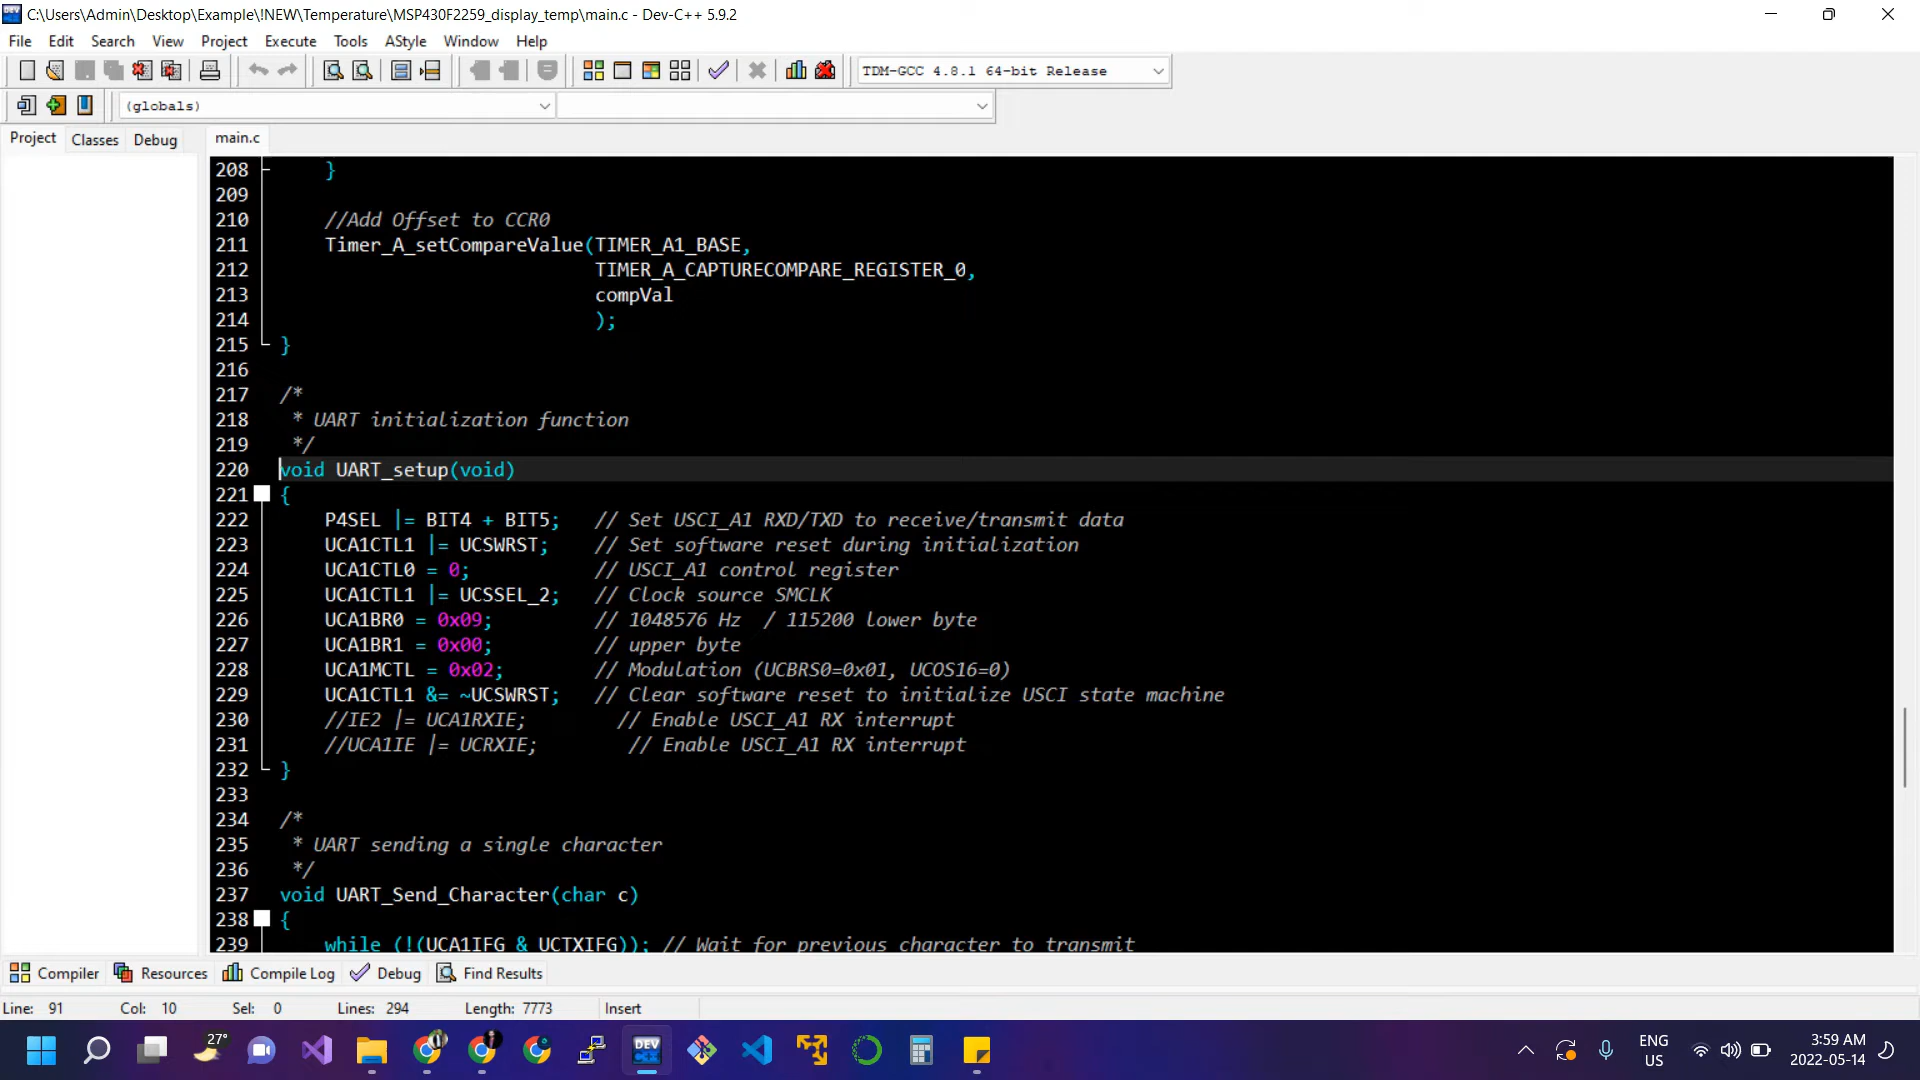 C:\Users\Admin\Desktop\Example\!NEW\Temperature\MSP430F2259_display_temp\main.c - Dev-C++ 5.9.2
File Edit Search View Project Execute Tools AStyle Window Help
TDM-GCC 4.8.1 64-bit Release
(globals)
Project Classes Debug main.c
208 }
209
210 //Add Offset to CCR0
211 Timer_A_setCompareValue(TIMER_A1_BASE,
212 TIMER_A_CAPTURECOMPARE_REGISTER_0,
213 compVal
214 );
215 }
216
217 /*
218 * UART initialization function
219 */
220 void UART_setup(void)
221 {
222 P4SEL |= BIT4 + BIT5; // Set USCI_A1 RXD/TXD to receive/transmit data
223 UCA1CTL1 |= UCSWRST; // Set software reset during initialization
224 UCA1CTL0 = 0; // USCI_A1 control register
225 UCA1CTL1 |= UCSSEL_2; // Clock source SMCLK
226 UCA1BR0 = 0x09; // 1048576 Hz / 115200 lower byte
227 UCA1BR1 = 0x00; // upper byte
228 UCA1MCTL = 0x02; // Modulation (UCBRS0=0x01, UCOS16=0)
229 UCA1CTL1 &= ~UCSWRST; // Clear software reset to initialize USCI state machine
230 //IE2 |= UCA1RXIE; // Enable USCI_A1 RX interrupt
231 //UCA1IE |= UCRXIE; // Enable USCI_A1 RX interrupt
232 }
233
234 /*
235 * UART sending a single character
236 */
237 void UART_Send_Character(char c)
238 {
239 while (!(UCA1IFG & UCTXIFG)); // Wait for previous character to transmit
Compiler Resources Compile Log Debug Find Results
Line: 91 Col: 10 Sel: 0 Lines: 294 Length: 7773 Insert
27°
DEV C++
ENG
US
3:59 AM
2022-05-14